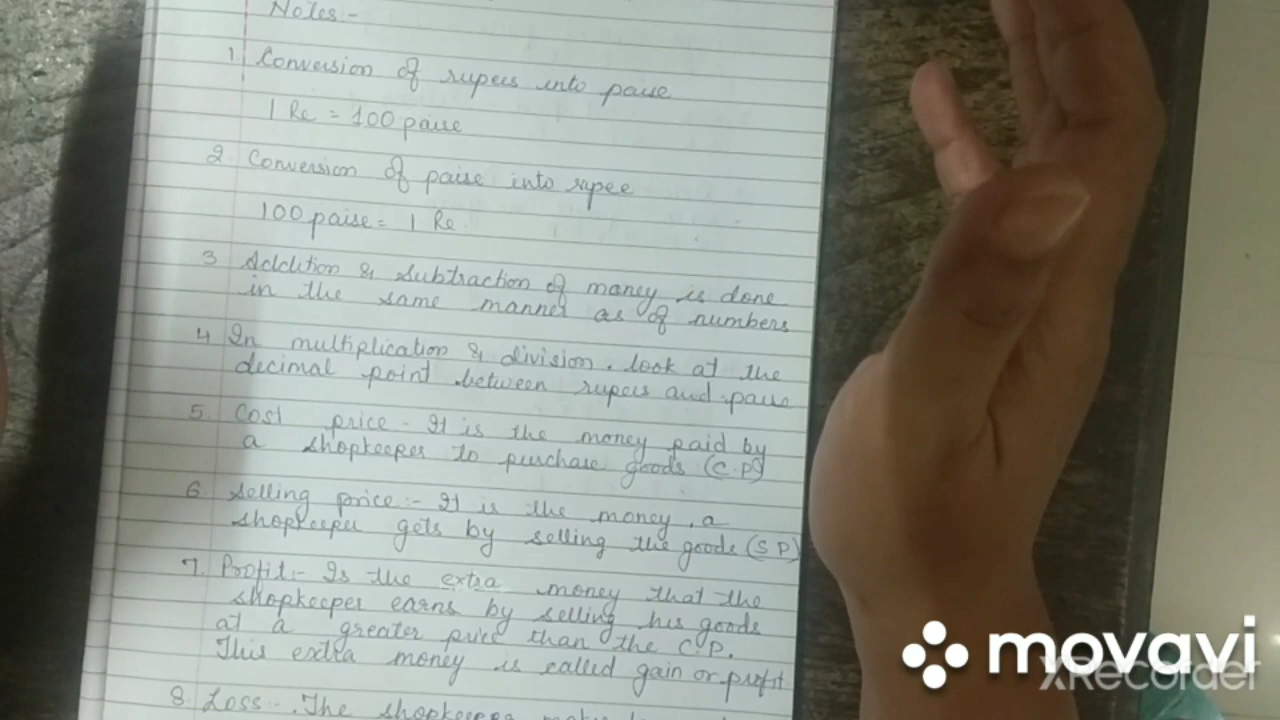 Notes:-
1. Conversion of rupees into paise
1 Re = 100 paise
2 Conversion of paise into rupee
100 paise = 1 Re.
3 Addition & subtraction of money is done
in the same manner as of numbers
4 In multiplication & division, look at the
decimal point between rupees and paise
5. Cost price - It is the money paid by
a shopkeeper to purchase goods (C.P)
6. Selling price:- It is the money, a
shopkeeper gets by selling the goods (S P)
7. Profit:- Is the extra money that the
shopkeeper earns by selling his goods
at a greater price than the C P.
This extra money is called gain or profit
8. Loss - The shopkeeper
movavi
XRecorder